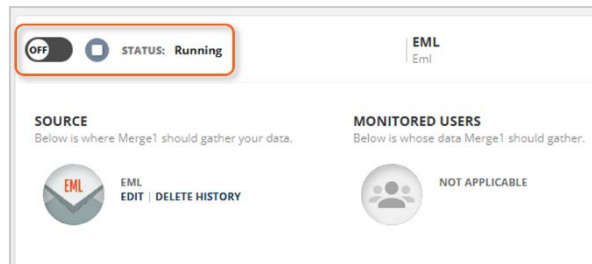 OFF STATUS: Running
EML
Eml
SOURCE
Below is where Merge1 should gather your data.
EML
EML
EDIT | DELETE HISTORY
MONITORED USERS
Below is whose data Merge1 should gather.
NOT APPLICABLE